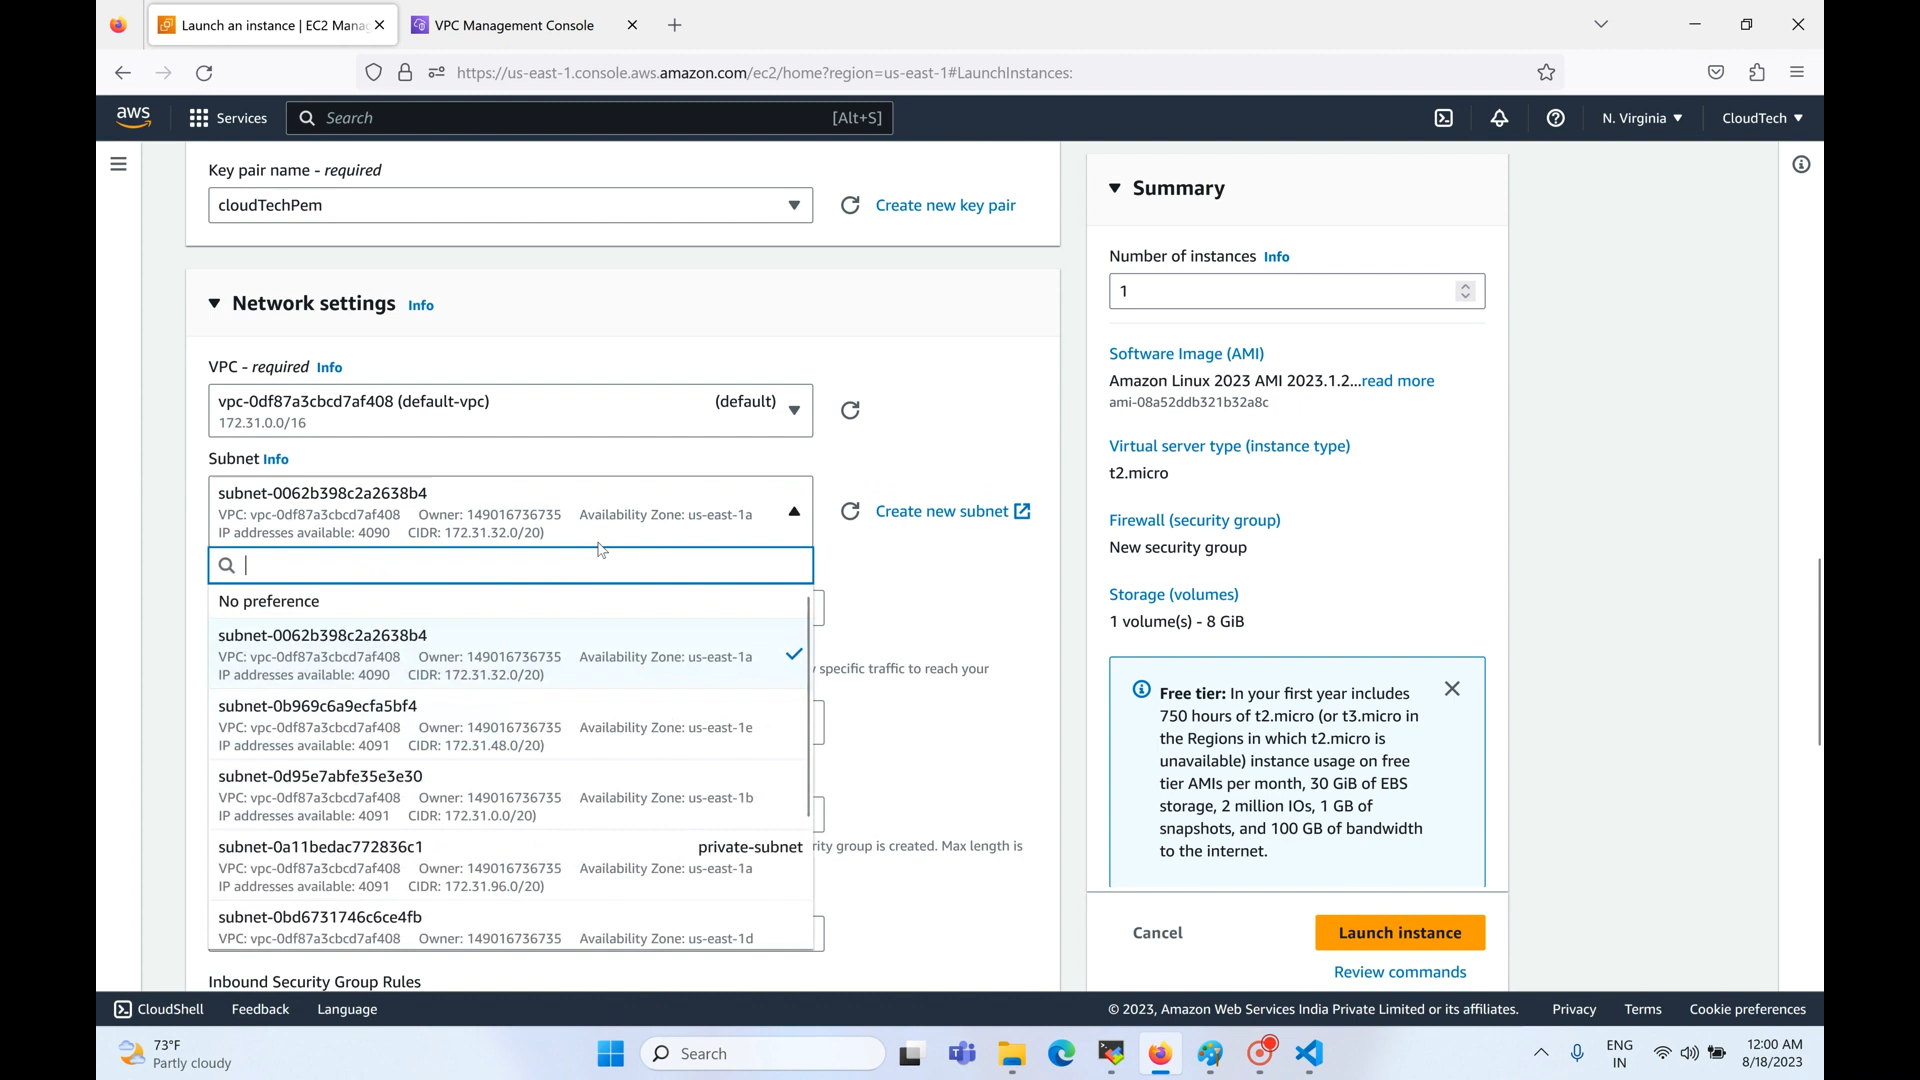 Launch an instance | EC2 Mana
VPC Management Console
https://us-east-1.console.aws.amazon.com/ec2/home?region=us-east-1#LaunchInstances:
aws
Services
Search
[Alt+S]
N. Virginia
CloudTech
Key pair name - required
cloudTechPem
Create new key pair
Network settings Info
VPC - required Info
vpc-0df87a3cbcd7af408 (default-vpc) (default)
172.31.0.0/16
Subnet Info
subnet-0062b398c2a2638b4
VPC: vpc-0df87a3cbcd7af408 Owner: 149016736735 Availability Zone: us-east-1a
IP addresses available: 4090 CIDR: 172.31.32.0/20)
Create new subnet
No preference
subnet-0062b398c2a2638b4
VPC: vpc-0df87a3cbcd7af408 Owner: 149016736735 Availability Zone: us-east-1a
IP addresses available: 4090 CIDR: 172.31.32.0/20)
specific traffic to reach your
subnet-0b969c6a9ecfa5bf4
VPC: vpc-0df87a3cbcd7af408 Owner: 149016736735 Availability Zone: us-east-1e
IP addresses available: 4091 CIDR: 172.31.48.0/20)
subnet-0d95e7abfe35e3e30
VPC: vpc-0df87a3cbcd7af408 Owner: 149016736735 Availability Zone: us-east-1b
IP addresses available: 4091 CIDR: 172.31.0.0/20)
subnet-0a11bedac772836c1 private-subnet
rity group is created. Max length is
VPC: vpc-0df87a3cbcd7af408 Owner: 149016736735 Availability Zone: us-east-1a
IP addresses available: 4091 CIDR: 172.31.96.0/20)
subnet-0bd6731746c6ce4fb
VPC: vpc-0df87a3cbcd7af408 Owner: 149016736735 Availability Zone: us-east-1d
Inbound Security Group Rules
Summary
Number of instances Info
1
Software Image (AMI)
Amazon Linux 2023 AMI 2023.1.2...read more
ami-08a52ddb321b32a8c
Virtual server type (instance type)
t2.micro
Firewall (security group)
New security group
Storage (volumes)
1 volume(s) - 8 GiB
Free tier: In your first year includes
750 hours of t2.micro (or t3.micro in
the Regions in which t2.micro is
unavailable) instance usage on free
tier AMIs per month, 30 GiB of EBS
storage, 2 million IOs, 1 GB of
snapshots, and 100 GB of bandwidth
to the internet.
Cancel
Launch instance
Review commands
CloudShell
Feedback
Language
© 2023, Amazon Web Services India Private Limited or its affiliates.
Privacy
Terms
Cookie preferences
73°F
Partly cloudy
Search
ENG
IN
12:00 AM
8/18/2023